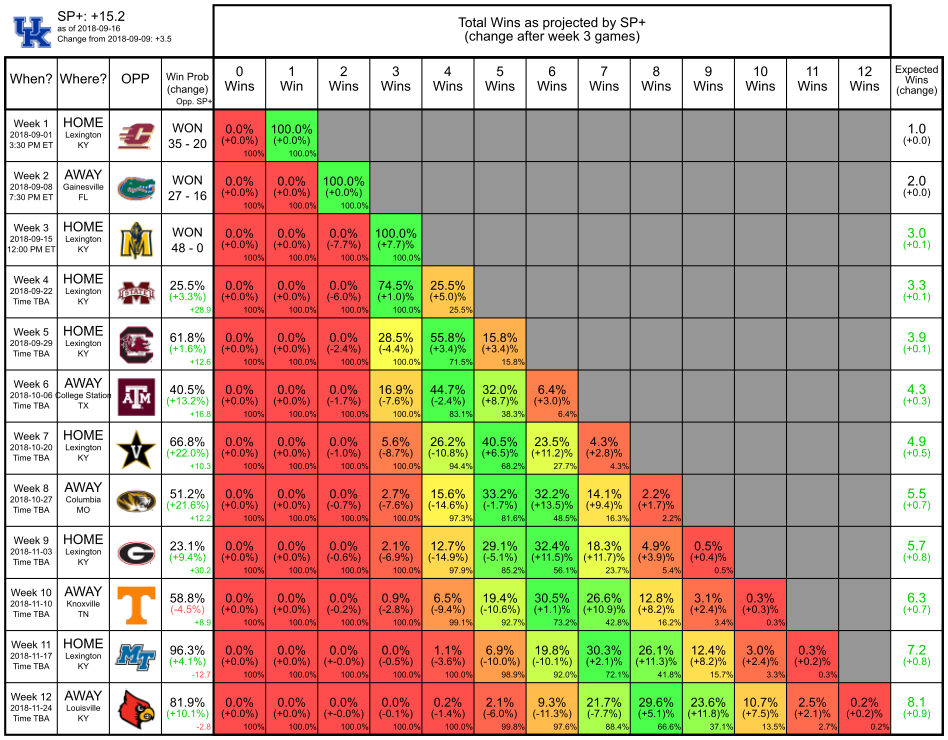 SP+: +15.2
as of 2018-09-16
Change from 2018-09-09: +3.5
Total Wins as projected by SP+
(change after week 3 games)
When? Where? OPP Win Prob (change) Opp. SP+ 0 Wins 1 Win 2 Wins 3 Wins 4 Wins 5 Wins 6 Wins 7 Wins 8 Wins 9 Wins 10 Wins 11 Wins 12 Wins Expected Wins (change)
Week 1 HOME WON 0.0% 100.0% 1.0
2018-09-01 Lexington C (+0.0%) (+0.0)% (+0.0)
3:30 PM ET KY 35 - 20 100% 100.0%
Week 2 AWAY WON 0.0% 0.0% 100.0% 2.0
2018-09-08 Gainesville (+0.0%) (+0.0%) (+0.0)% (+0.0)
7:30 PM ET FL 27 - 16 100% 100.0% 100.0%
Week 3 HOME WON 0.0% 0.0% 0.0% 100.0% 3.0
2018-09-15 Lexington M (+0.0%) (+0.0%) (-7.7%) (+7.7)% (+0.1)
12:00 PM ET KY 48 - 0 100% 100.0% 100.0% 100.0%
Week 4 HOME 25.5% 0.0% 0.0% 0.0% 74.5% 25.5% 3.3
2018-09-22 Lexington M STATE (+3.3%) (+0.0%) (+0.0%) (-6.0%) (+1.0)% (+5.0)% (+0.1)
Time TBA KY +28.9 100% 100.0% 100.0% 100.0% 25.5%
Week 5 HOME 61.8% 0.0% 0.0% 0.0% 28.5% 55.8% 15.8% 3.9
2018-09-29 Lexington C (+1.6%) (+0.0%) (+0.0%) (-2.4%) (-4.4%) (+3.4)% (+3.4)% (+0.1)
Time TBA KY +12.6 100% 100.0% 100.0% 100.0% 71.5% 15.8%
Week 6 AWAY 40.5% 0.0% 0.0% 0.0% 16.9% 44.7% 32.0% 6.4% 4.3
2018-10-06 College Station ATM (+13.2%) (+0.0%) (+0.0%) (-1.7%) (-7.6%) (-2.4%) (+8.7)% (+3.0)% (+0.3)
Time TBA TX +16.8 100% 100.0% 100.0% 100.0% 83.1% 38.3% 6.4%
Week 7 HOME 66.8% 0.0% 0.0% 0.0% 5.6% 26.2% 40.5% 23.5% 4.3% 4.9
2018-10-20 Lexington V (+22.0%) (+0.0%) (+0.0%) (-1.0%) (-8.7%) (-10.8%) (+6.5)% (+11.2)% (+2.8)% (+0.5)
Time TBA KY +10.3 100% 100.0% 100.0% 100.0% 94.4% 68.2% 27.7% 4.3%
Week 8 AWAY 51.2% 0.0% 0.0% 0.0% 2.7% 15.6% 33.2% 32.2% 14.1% 2.2% 5.5
2018-10-27 Columbia (+21.6%) (+0.0%) (+0.0%) (-0.7%) (-7.6%) (-14.6%) (-1.7%) (+13.5)% (+9.4)% (+1.7)% (+0.7)
Time TBA MO +12.2 100% 100.0% 100.0% 100.0% 97.3% 81.6% 48.5% 16.3% 2.2%
Week 9 HOME 23.1% 0.0% 0.0% 0.0% 2.1% 12.7% 29.1% 32.4% 18.3% 4.9% 0.5% 5.7
2018-11-03 Lexington G (+9.4%) (+0.0%) (+0.0%) (-0.6%) (-6.9%) (-14.9%) (-5.1%) (+11.5)% (+11.7)% (+3.9)% (+0.4)% (+0.8)
Time TBA KY +30.2 100% 100.0% 100.0% 100.0% 97.9% 85.2% 56.1% 23.7% 5.4% 0.5%
Week 10 AWAY 58.8% 0.0% 0.0% 0.0% 0.9% 6.5% 19.4% 30.5% 26.6% 12.8% 3.1% 0.3% 6.3
2018-11-10 Knoxville T (-4.5%) (+0.0%) (+0.0%) (-0.2%) (-2.8%) (-9.4%) (-10.6%) (+1.1)% (+10.9)% (+8.2)% (+2.4)% (+0.3)% (+0.7)
Time TBA TN +8.9 100% 100.0% 100.0% 100.0% 99.1% 92.7% 73.2% 42.8% 16.2% 3.4% 0.3%
Week 11 HOME 96.3% 0.0% 0.0% 0.0% 0.0% 1.1% 6.9% 19.8% 30.3% 26.1% 12.4% 3.0% 0.3% 7.2
2018-11-17 Lexington MT (+4.1%) (+0.0%) (+0.0%) (+-0.0%) (-0.5%) (-3.6%) (-10.0%) (-10.1%) (+2.1)% (+11.3)% (+8.2)% (+2.4)% (+0.2)% (+0.8)
Time TBA KY -12.7 100% 100.0% 100.0% 100.0% 100.0% 98.9% 92.0% 72.1% 41.8% 15.7% 3.3% 0.3%
Week 12 AWAY 81.9% 0.0% 0.0% 0.0% 0.0% 0.2% 2.1% 9.3% 21.7% 29.6% 23.6% 10.7% 2.5% 0.2% 8.1
2018-11-24 Louisville (+10.1%) (+0.0%) (+0.0%) (+-0.0%) (-0.1%) (-1.4%) (-6.0%) (-11.3%) (-7.7%) (+5.1)% (+11.8)% (+7.5)% (+2.1)% (+0.2)% (+0.9)
Time TBA KY -2.8 100% 100.0% 100.0% 100.0% 100.0% 99.8% 97.6% 88.4% 66.6% 37.1% 13.5% 2.7% 0.2%